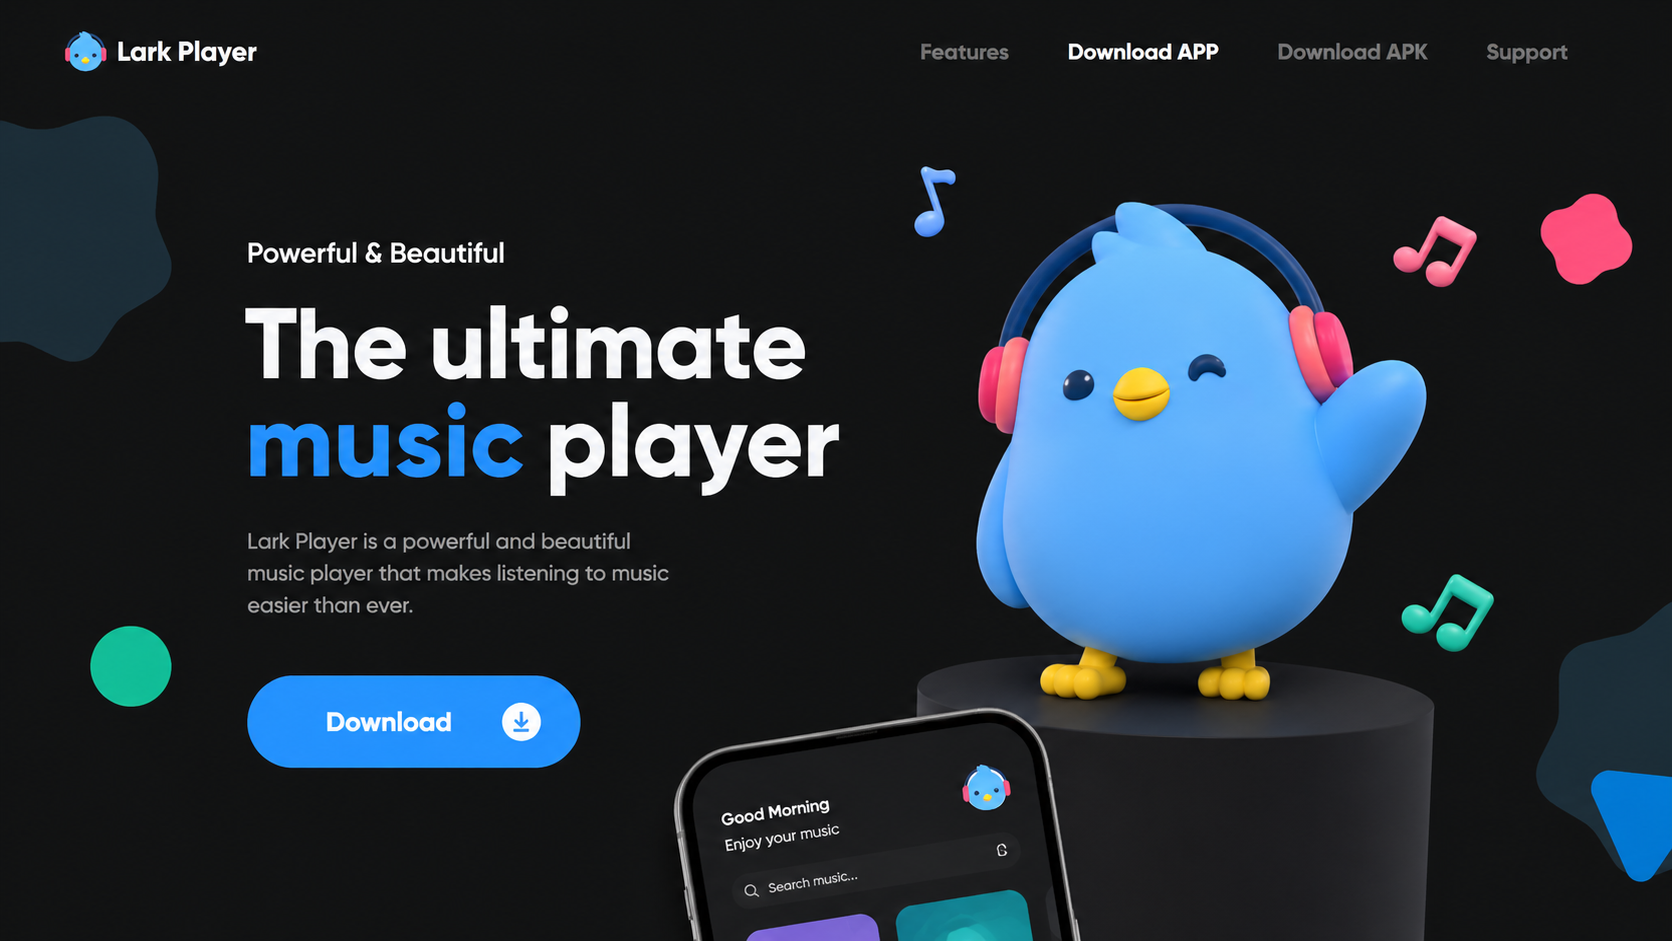 Lark Player
Features
Download APP
Download APK
Support
Powerful & Beautiful
The ultimate
music player
Lark Player is a powerful and beautiful
music player that makes listening to music
easier than ever.
Download
Good Morning
Enjoy your music
Search music...